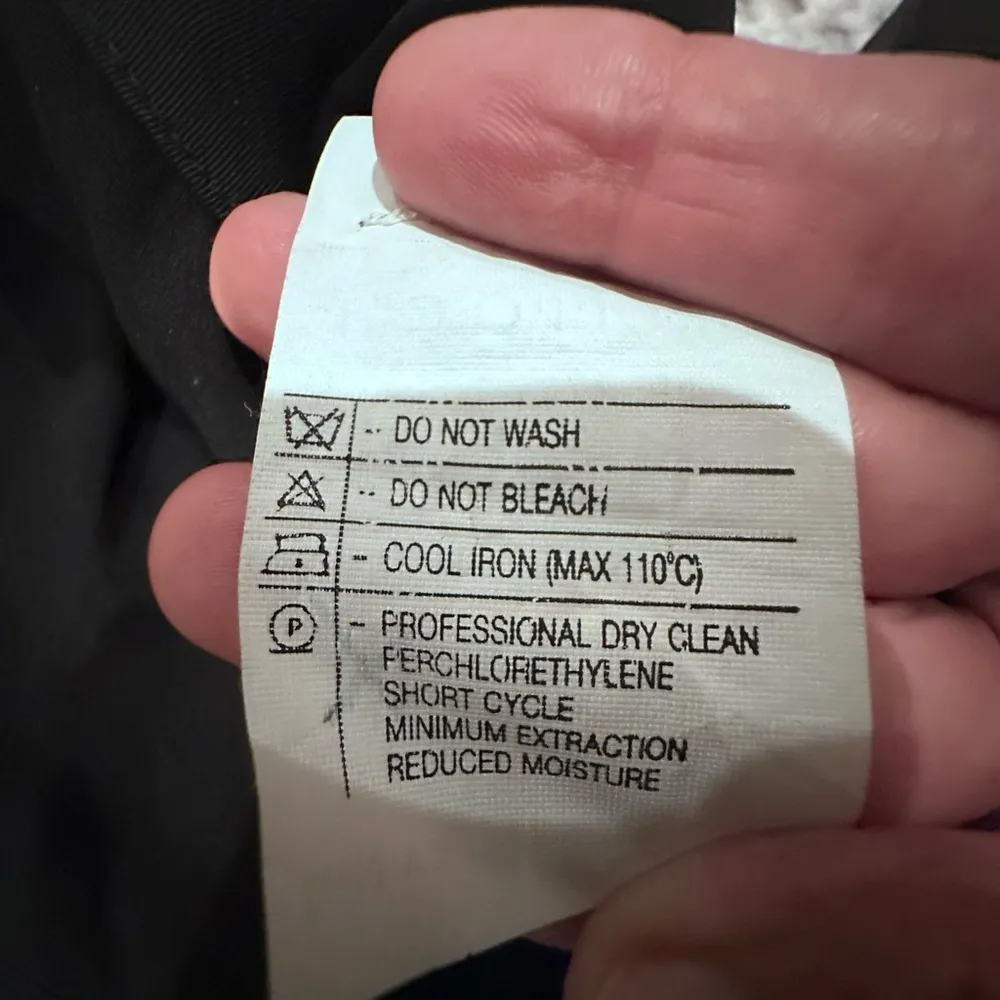 - DO NOT WASH
- DO NOT BLEACH
- COOL IRON (MAX 110°C)
P - PROFESSIONAL DRY CLEAN
PERCHLORETHYLENE
SHORT CYCLE
MINIMUM EXTRACTION
REDUCED MOISTURE